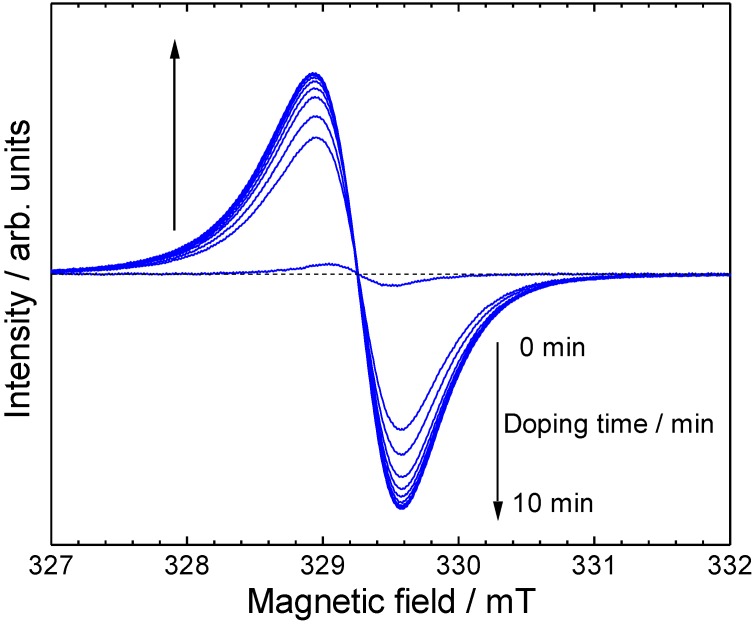 Intensity / arb. units
0 min
Doping time / min
10 min
327 328 329 330 331 332
Magnetic field / mT